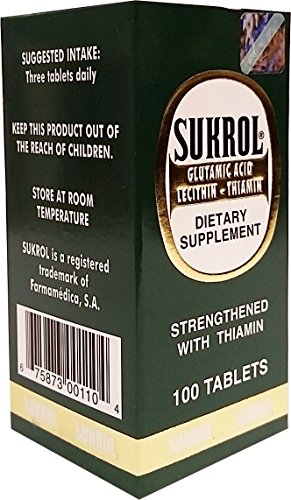 SUGGESTED INTAKE:
Three tablets daily
KEEP THIS PRODUCT OUT OF
THE REACH OF CHILDREN.
STORE AT ROOM
TEMPERATURE
SUKROL is a registered
trademark of
Farmamédica, S.A.
6 75873 00110 4
SUKROL®
GLUTAMIC ACID
LECITHIN - THIAMIN
DIETARY
SUPPLEMENT
STRENGTHENED
WITH THIAMIN
100 TABLETS
SUKROL SUKROL